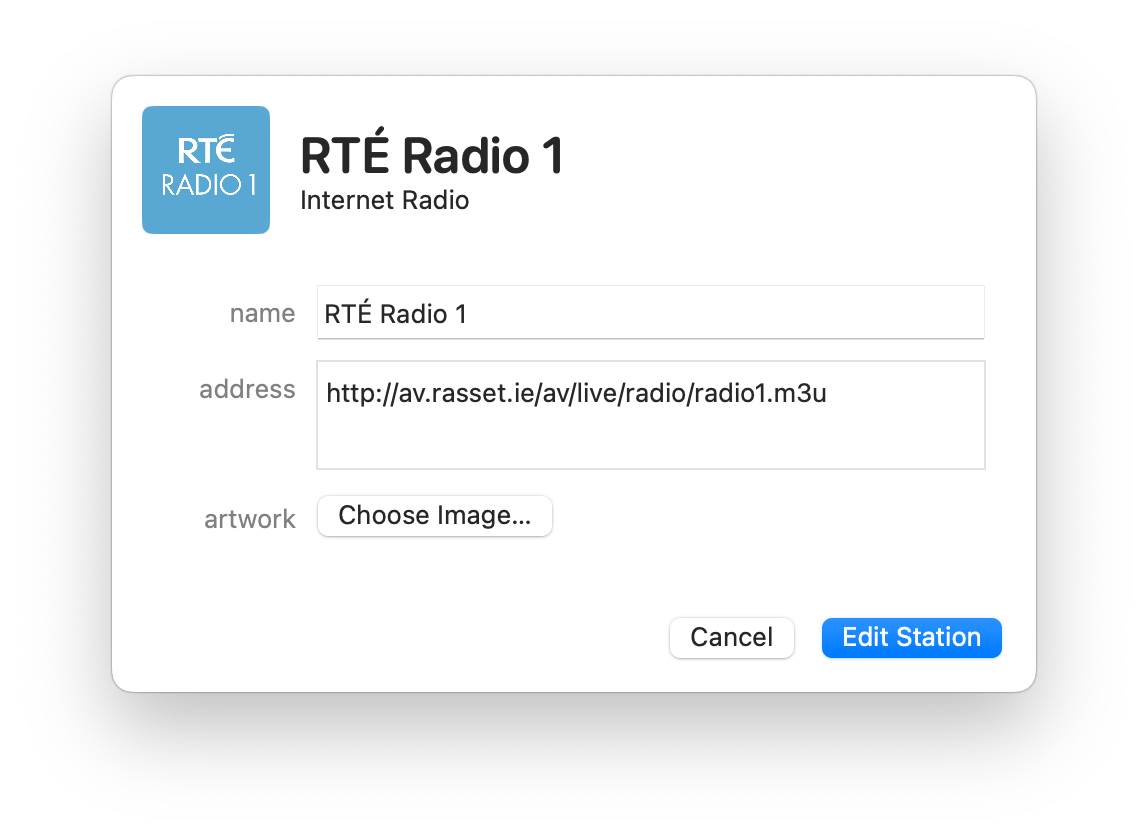 RTÉ
RADIO 1
RTÉ Radio 1
Internet Radio
name
RTÉ Radio 1
address
http://av.rasset.ie/av/live/radio/radio1.m3u
artwork
Choose Image...
Cancel
Edit Station